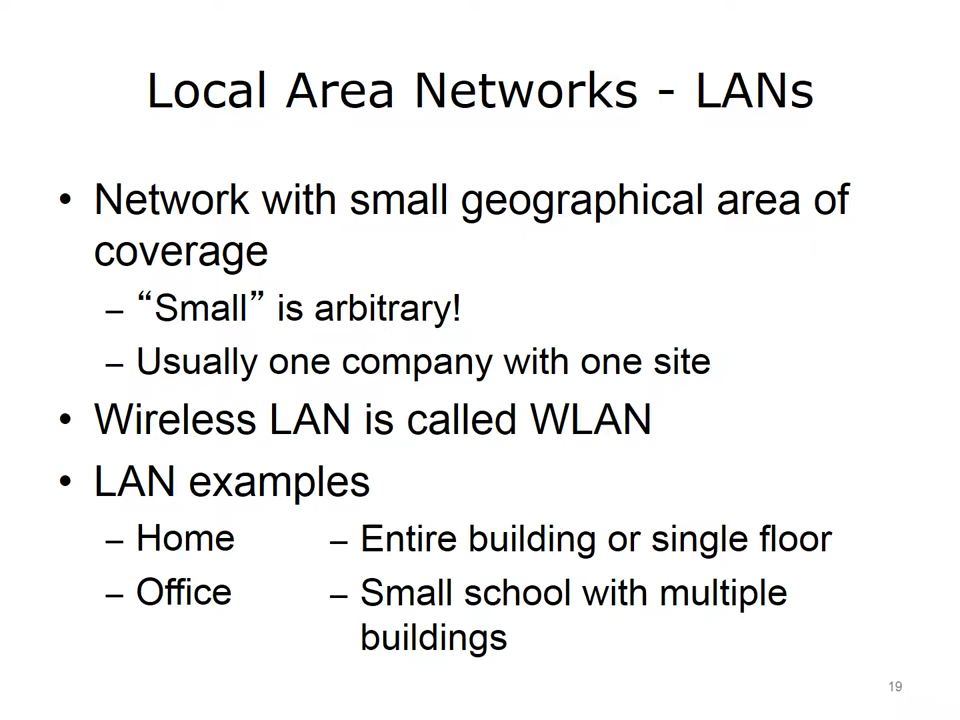 Local Area Networks - LANs
• Network with small geographical area of
coverage
– “Small” is arbitrary!
– Usually one company with one site
• Wireless LAN is called WLAN
• LAN examples
– Home
– Office
– Entire building or single floor
– Small school with multiple
buildings
19